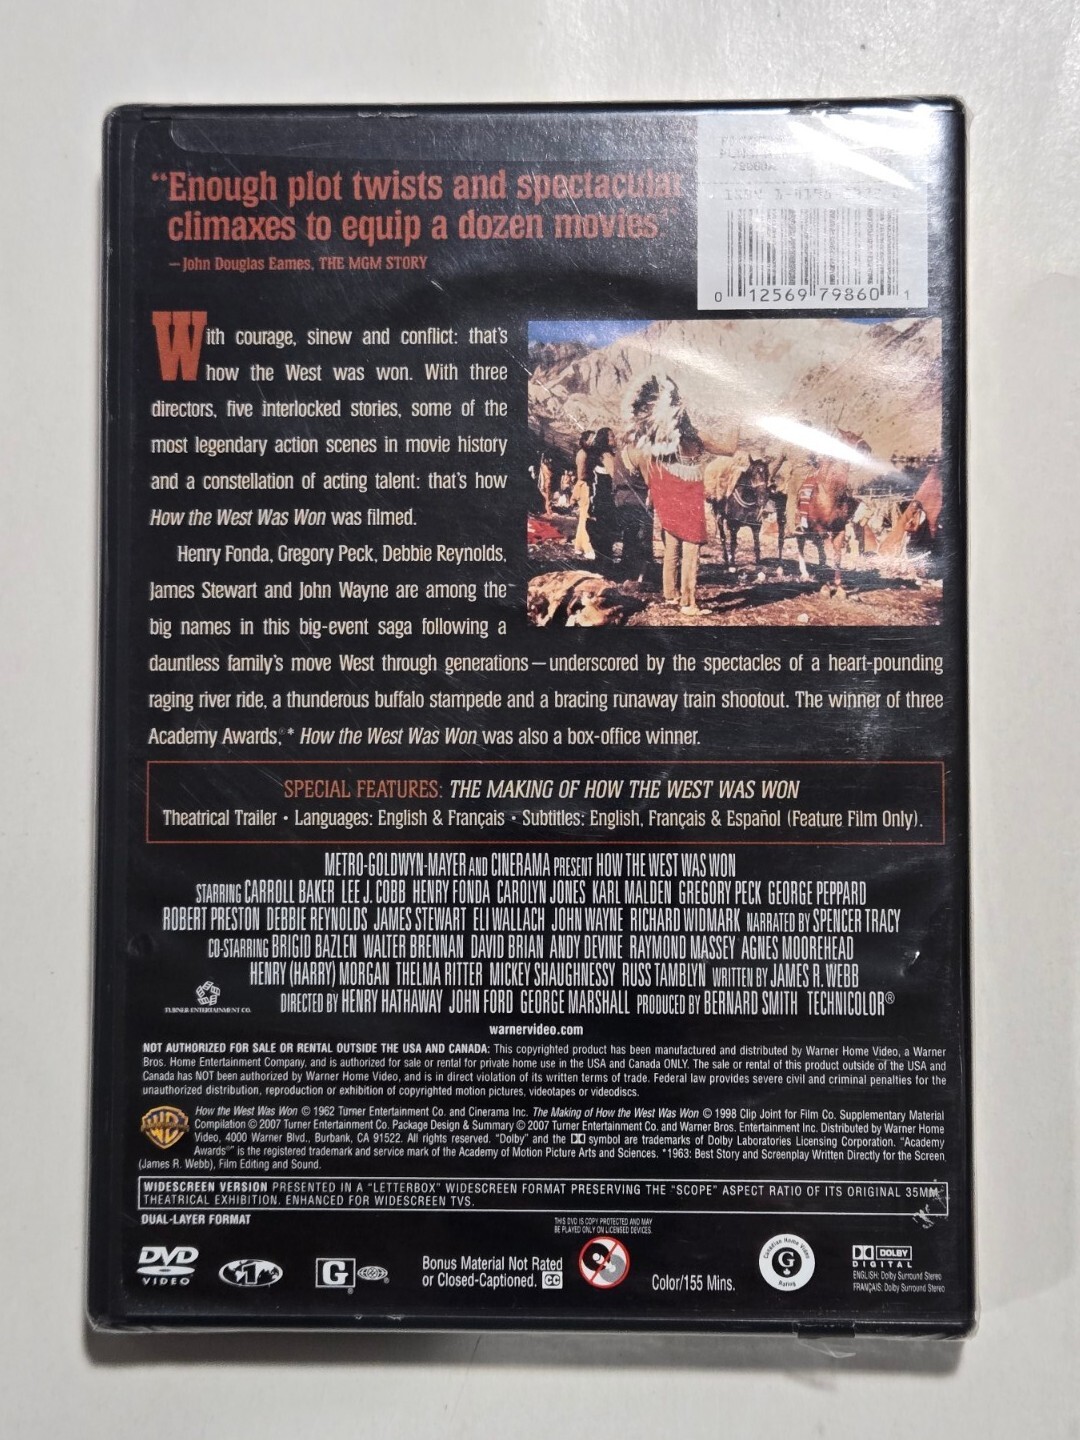 “Enough plot twists and spectacular
climaxes to equip a dozen movies”
—John Douglas Eames, THE MGM STORY
0 12569 79860 1
With courage, sinew and conflict: that's
how the West was won. With three
directors, five interlocked stories, some of the
most legendary action scenes in movie history
and a constellation of acting talent: that's how
How the West Was Won was filmed.
Henry Fonda, Gregory Peck, Debbie Reynolds,
James Stewart and John Wayne are among the
big names in this big-event saga following a
dauntless family's move West through generations—underscored by the spectacles of a heart-pounding
raging river ride, a thunderous buffalo stampede and a bracing runaway train shootout. The winner of three
Academy Awards,®* How the West Was Won was also a box-office winner.
SPECIAL FEATURES: THE MAKING OF HOW THE WEST WAS WON
Theatrical Trailer • Languages: English & Français • Subtitles: English, Français & Español (Feature Film Only).
METRO-GOLDWYN-MAYER AND CINERAMA PRESENT HOW THE WEST WAS WON
STARRING CARROLL BAKER LEE J. COBB HENRY FONDA CAROLYN JONES KARL MALDEN GREGORY PECK GEORGE PEPPARD
ROBERT PRESTON DEBBIE REYNOLDS JAMES STEWART ELI WALLACH JOHN WAYNE RICHARD WIDMARK NARRATED BY SPENCER TRACY
CO-STARRING BRIGID BAZLEN WALTER BRENNAN DAVID BRIAN ANDY DEVINE RAYMOND MASSEY AGNES MOOREHEAD
HENRY (HARRY) MORGAN THELMA RITTER MICKEY SHAUGHNESSY RUSS TAMBLYN WRITTEN BY JAMES R. WEBB
DIRECTED BY HENRY HATHAWAY JOHN FORD GEORGE MARSHALL PRODUCED BY BERNARD SMITH TECHNICOLOR®
TURNER ENTERTAINMENT CO.
warnervideo.com
NOT AUTHORIZED FOR SALE OR RENTAL OUTSIDE THE USA AND CANADA: This copyrighted product has been manufactured and distributed by Warner Home Video, a Warner
Bros. Home Entertainment Company, and is authorized for sale or rental for private home use in the USA and Canada ONLY. The sale or rental of this product outside of the USA and
Canada has NOT been authorized by Warner Home Video, and is in direct violation of its written terms of trade. Federal law provides severe civil and criminal penalties for the
unauthorized distribution, reproduction or exhibition of copyrighted motion pictures, videotapes or videodiscs.
WB
How the West Was Won © 1962 Turner Entertainment Co. and Cinerama Inc. The Making of How the West Was Won © 1998 Clip Joint for Film Co. Supplementary Material
Compilation © 2007 Turner Entertainment Co. Package Design & Summary © 2007 Turner Entertainment Co. and Warner Bros. Entertainment Inc. Distributed by Warner Home
Video, 4000 Warner Blvd., Burbank, CA 91522. All rights reserved. “Dolby” and the DD symbol are trademarks of Dolby Laboratories Licensing Corporation. “Academy
Awards®” is the registered trademark and service mark of the Academy of Motion Picture Arts and Sciences. *1963: Best Story and Screenplay Written Directly for the Screen
(James R. Webb), Film Editing and Sound.
WIDESCREEN VERSION PRESENTED IN A “LETTERBOX” WIDESCREEN FORMAT PRESERVING THE “SCOPE” ASPECT RATIO OF ITS ORIGINAL 35MM
THEATRICAL EXHIBITION. ENHANCED FOR WIDESCREEN TVS.
DUAL-LAYER FORMAT
THIS DVD IS COPY PROTECTED AND MAY
BE PLAYED ONLY ON LICENSED DEVICES.
DVD
VIDEO
1
G
Bonus Material Not Rated
or Closed-Captioned. CC
Color/155 Mins.
Canadian Home Video
G
Rating
DOLBY
DIGITAL
ENGLISH: Dolby Surround Stereo
FRANÇAIS: Dolby Surround Stereo